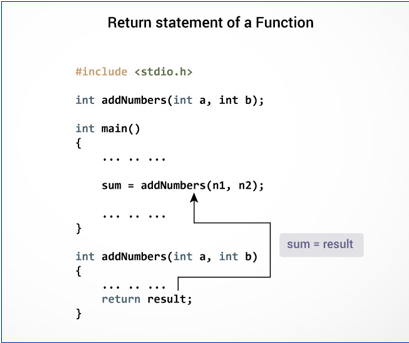 Return statement of a Function
#include <stdio.h>
int addNumbers(int a, int b);
int main()
{
... .. ...
sum = addNumbers(n1, n2);
... .. ...
}
sum = result
int addNumbers(int a, int b)
{
... .. ...
return result;
}